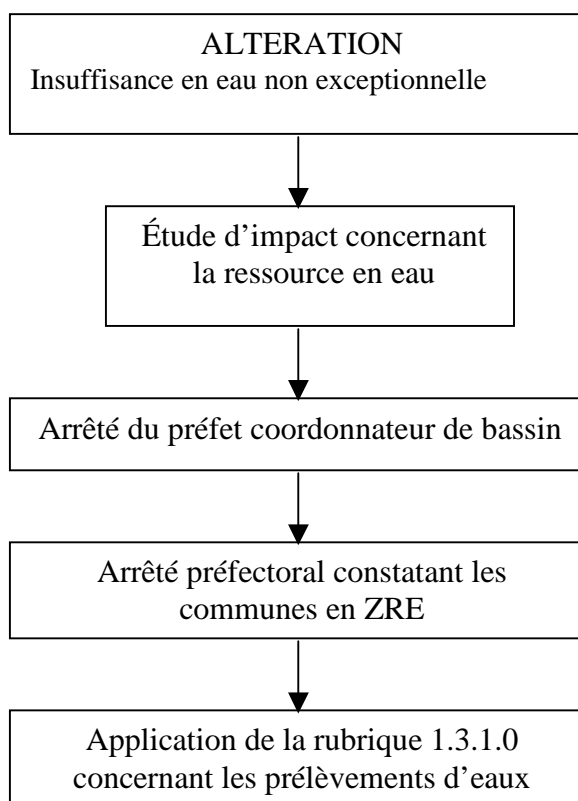 ALTERATION
Insuffisance en eau non exceptionnelle
Étude d’impact concernant
la ressource en eau
Arrêté du préfet coordonnateur de bassin
Arrêté préfectoral constatant les
communes en ZRE
Application de la rubrique 1.3.1.0
concernant les prélèvements d’eaux